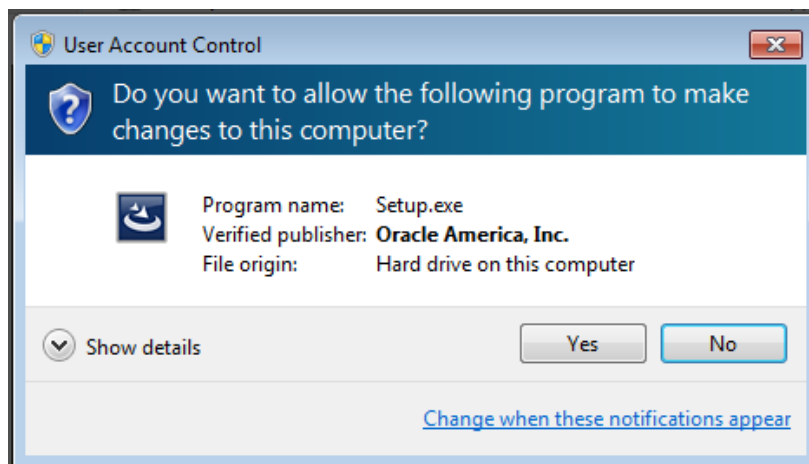 User Account Control
Do you want to allow the following program to make
changes to this computer?
Program name: Setup.exe
Verified publisher: Oracle America, Inc.
File origin: Hard drive on this computer
Show details
Yes
No
Change when these notifications appear